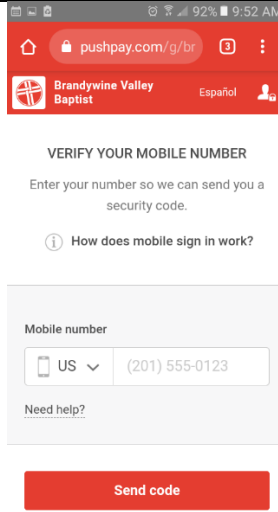 92% 9:52 AM
pushpay.com/g/br 3
Brandywine Valley
Baptist
Español
VERIFY YOUR MOBILE NUMBER
Enter your number so we can send you a
security code.
i How does mobile sign in work?
Mobile number
US (201) 555-0123
Need help?
Send code